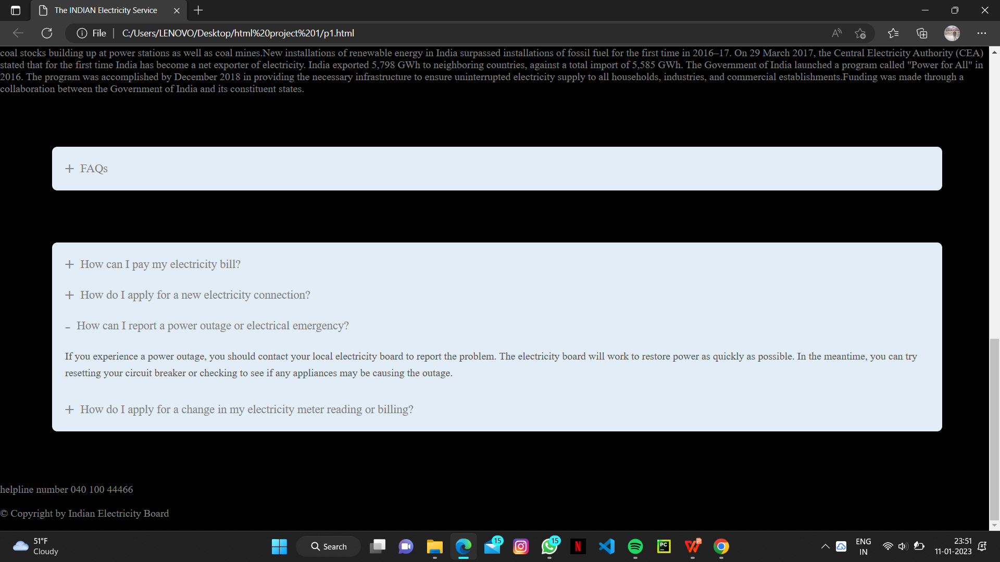 The INDIAN Electricity Service
File
C:/Users/LENOVO/Desktop/html%20project%201/p1.html
coal stocks building up at power stations as well as coal mines.New installations of renewable energy in India surpassed installations of fossil fuel for the first time in 2016–17. On 29 March 2017, the Central Electricity Authority (CEA)
stated that for the first time India has become a net exporter of electricity. India exported 5,798 GWh to neighboring countries, against a total import of 5,585 GWh. The Government of India launched a program called "Power for All" in
2016. The program was accomplished by December 2018 in providing the necessary infrastructure to ensure uninterrupted electricity supply to all households, industries, and commercial establishments.Funding was made through a
collaboration between the Government of India and its constituent states.
+ FAQs
+ How can I pay my electricity bill?
+ How do I apply for a new electricity connection?
- How can I report a power outage or electrical emergency?
If you experience a power outage, you should contact your local electricity board to report the problem. The electricity board will work to restore power as quickly as possible. In the meantime, you can try
resetting your circuit breaker or checking to see if any appliances may be causing the outage.
+ How do I apply for a change in my electricity meter reading or billing?
helpline number 040 100 44466
© Copyright by Indian Electricity Board
51°F
Cloudy
Search
15
15
N
PC
W
P
ENG
IN
23:51
11-01-2023